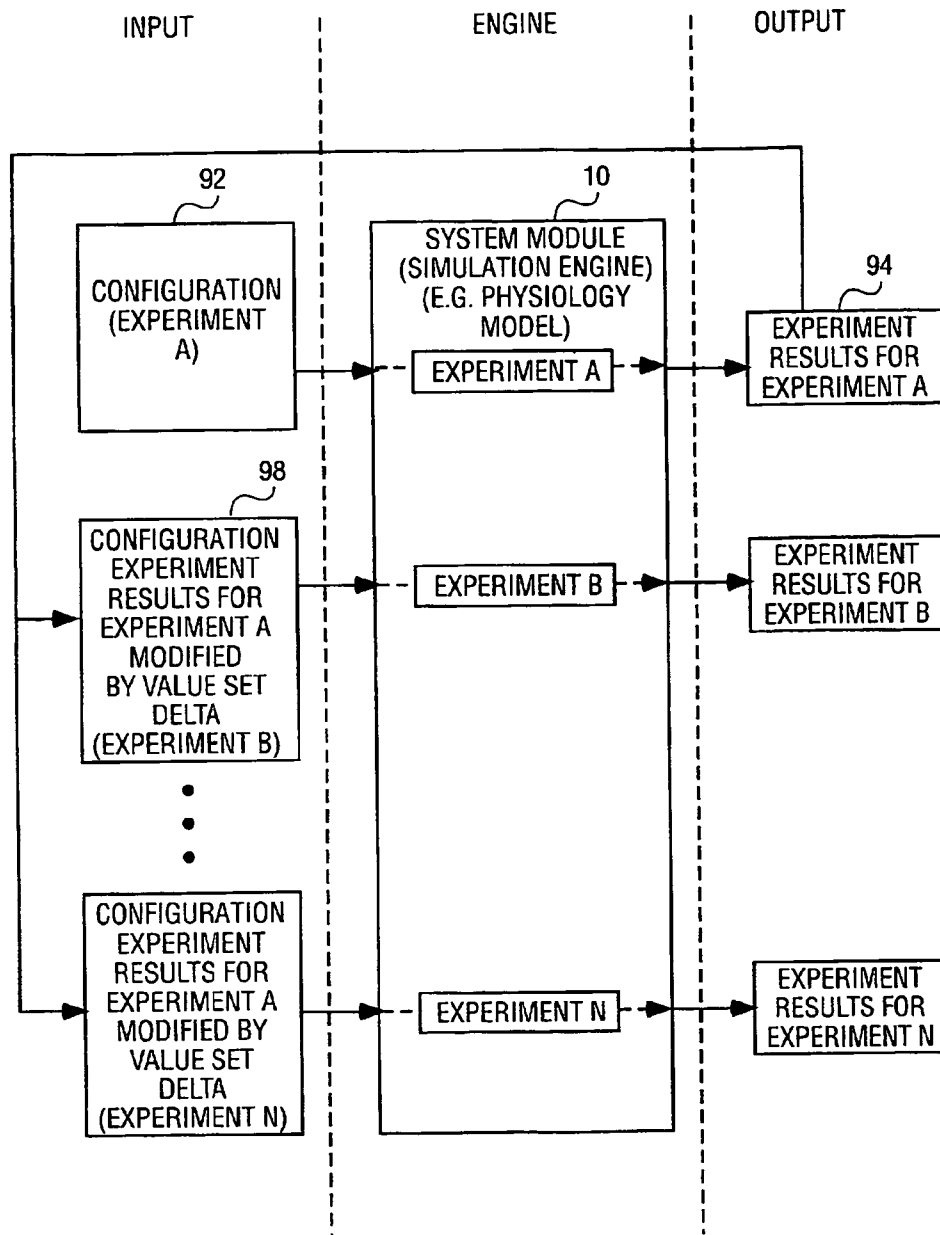 INPUT
ENGINE
OUTPUT
92
CONFIGURATION
(EXPERIMENT
A)
10
SYSTEM MODULE
(SIMULATION ENGINE)
(E.G. PHYSIOLOGY
MODEL)
EXPERIMENT A
94
EXPERIMENT
RESULTS FOR
EXPERIMENT A
98
CONFIGURATION
EXPERIMENT
RESULTS FOR
EXPERIMENT A
MODIFIED
BY VALUE SET
DELTA
(EXPERIMENT B)
EXPERIMENT B
EXPERIMENT
RESULTS FOR
EXPERIMENT B
CONFIGURATION
EXPERIMENT
RESULTS FOR
EXPERIMENT A
MODIFIED BY
VALUE SET
DELTA
(EXPERIMENT N)
EXPERIMENT N
EXPERIMENT
RESULTS FOR
EXPERIMENT N